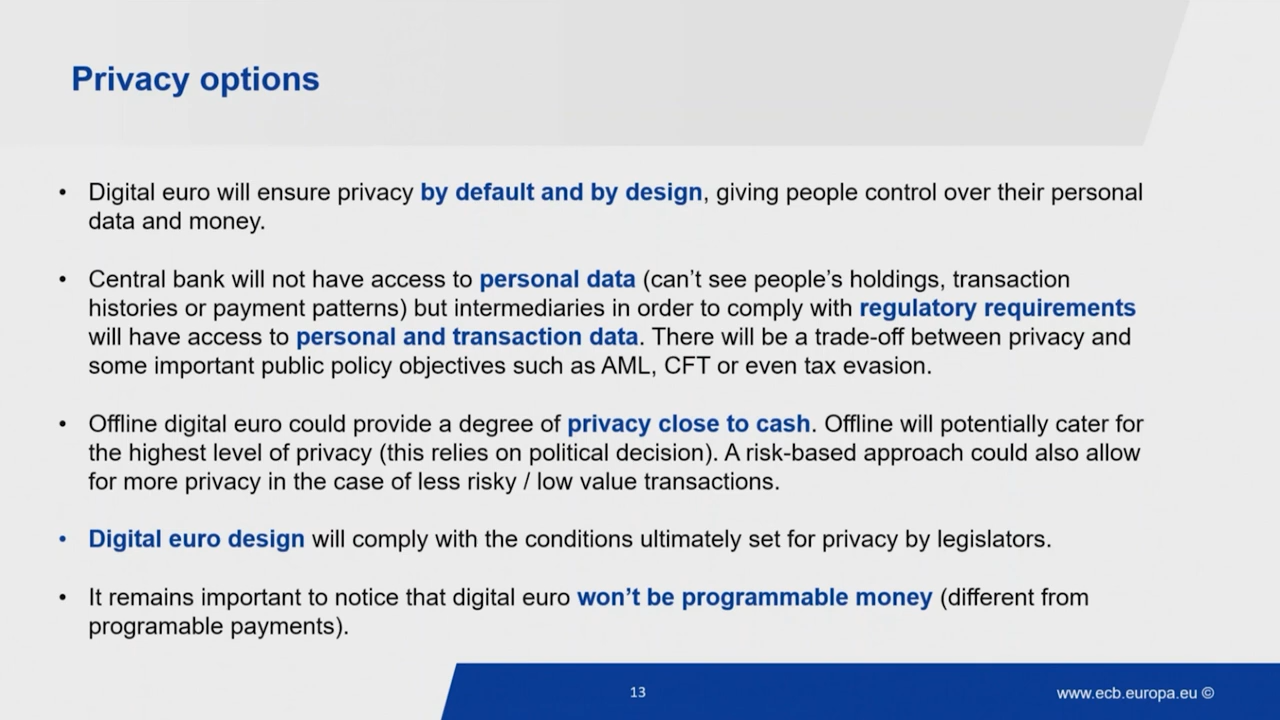 Privacy options
• Digital euro will ensure privacy by default and by design, giving people control over their personal
data and money.
• Central bank will not have access to personal data (can’t see people’s holdings, transaction
histories or payment patterns) but intermediaries in order to comply with regulatory requirements
will have access to personal and transaction data. There will be a trade-off between privacy and
some important public policy objectives such as AML, CFT or even tax evasion.
• Offline digital euro could provide a degree of privacy close to cash. Offline will potentially cater for
the highest level of privacy (this relies on political decision). A risk-based approach could also allow
for more privacy in the case of less risky / low value transactions.
• Digital euro design will comply with the conditions ultimately set for privacy by legislators.
• It remains important to notice that digital euro won’t be programmable money (different from
programable payments).
13
www.ecb.europa.eu ©